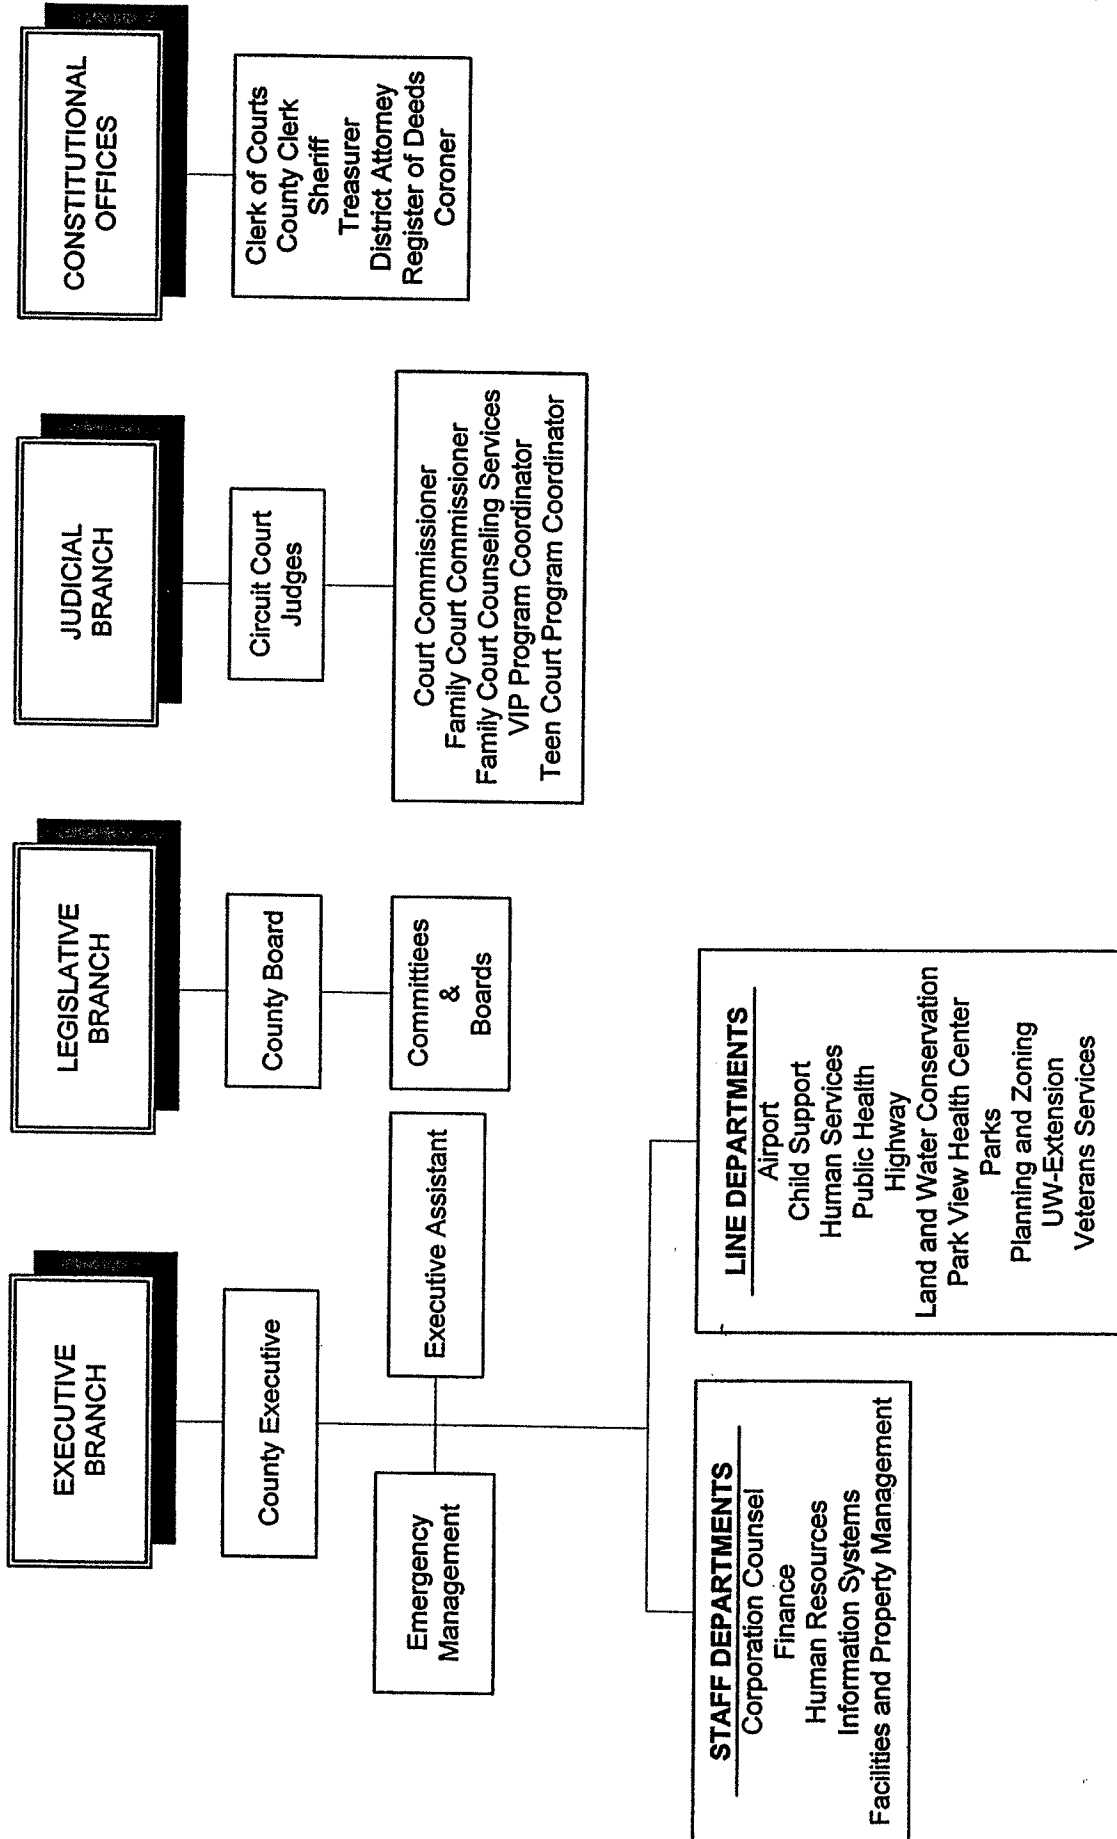 EXECUTIVE
BRANCH
County Executive
Emergency
Management
Executive Assistant
STAFF DEPARTMENTS
Corporation Counsel
Finance
Human Resources
Information Systems
Facilities and Property Management
LINE DEPARTMENTS
Airport
Child Support
Human Services
Public Health
Highway
Land and Water Conservation
Park View Health Center
Parks
Planning and Zoning
UW-Extension
Veterans Services
LEGISLATIVE
BRANCH
County Board
Committiees
&
Boards
JUDICIAL
BRANCH
Circuit Court
Judges
Court Commissioner
Family Court Commissioner
Family Court Counseling Services
VIP Program Coordinator
Teen Court Program Coordinator
CONSTITUTIONAL
OFFICES
Clerk of Courts
County Clerk
Sheriff
Treasurer
District Attorney
Register of Deeds
Coroner